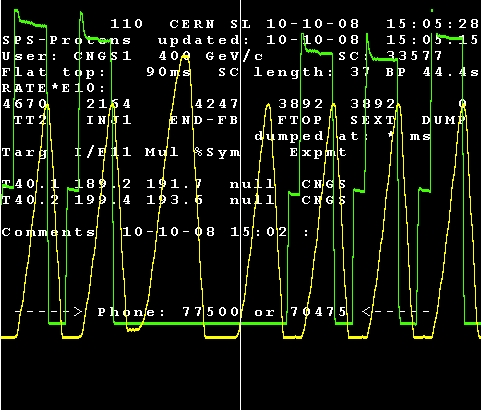 110 CERN SL 10-10-08 15:05:28
SPS-Protons updated: 10-10-08 15:05:15
User: CNGS1 400 GeV/c SC: 33577
Flat top: 90ms SC length: 37 BP 44.4s
RATE*E10:
4670 2164 4247 3892 3892 0
TT2 INJ1 END-FB FTOP SEXT DUMP
dumped at: * ms
Targ I/E11 Mul %Sym Expmt
T40.1 189.2 191.7 null CNGS
T40.2 199.4 193.6 null CNGS
Comments 10-10-08 15:02 :
-----> Phone: 77500 or 70475 <-----